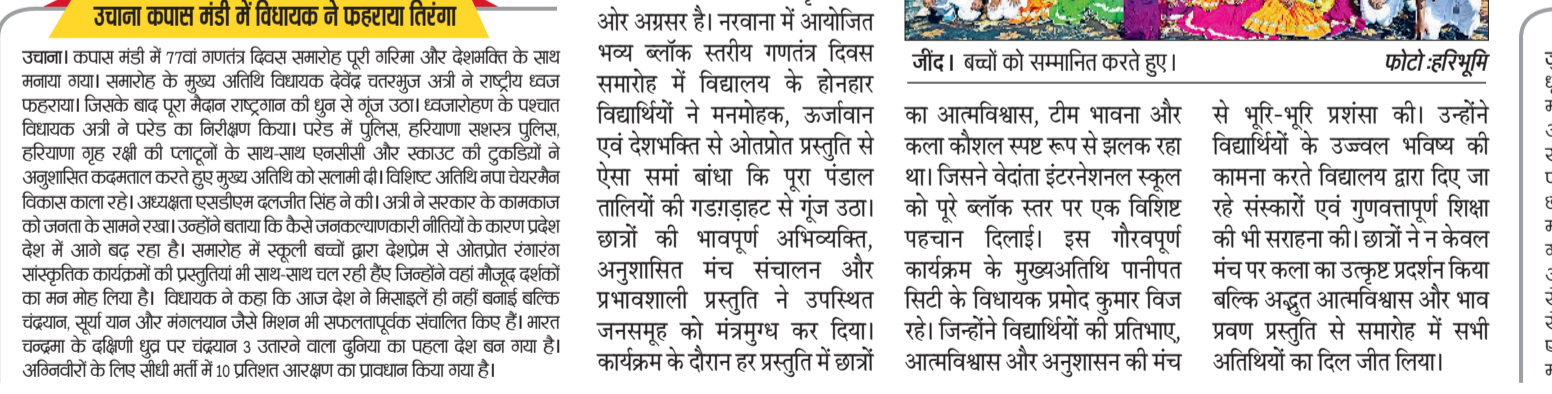 उचाना कपास मंडी में विधायक ने फहराया तिरंगा
उचाना। कपास मंडी में 77वां गणतंत्र दिवस समारोह पूरी गरिमा और देशभक्ति के साथ
मनाया गया। समारोह के मुख्य अतिथि विधायक देवेंद्र चतरभुज अत्री ने राष्ट्रीय ध्वज
फहराया। जिसके बाद पूरा मैदान राष्ट्रगान की धुन से गूंज उठा। ध्वजारोहण के पश्चात
विधायक अत्री ने परेड का निरीक्षण किया। परेड में पुलिस, हरियाणा सशस्त्र पुलिस,
हरियाणा गृह रक्षी की प्लाटूनों के साथ-साथ एनसीसी और स्काउट की टुकडिय़ों ने
अनुशासित कदमताल करते हुए मुख्य अतिथि को सलामी दी। विशिष्ट अतिथि नपा चेयरमैन
विकास काला रहे। अध्यक्षता एसडीएम दलजीत सिंह ने की। अत्री ने सरकार के कामकाज
को जनता के सामने रखा। उन्होंने बताया कि कैसे जनकल्याणकारी नीतियों के कारण प्रदेश
देश में आगे बढ़ रहा है। समारोह में स्कूली बच्चों द्वारा देशप्रेम से ओतप्रोत रंगारंग
सांस्कृतिक कार्यक्रमों की प्रस्तुतियां भी साथ-साथ चल रही हैंए जिन्होंने वहां मौजूद दर्शकों
का मन मोह लिया है। विधायक ने कहा कि आज देश ने मिसाइलें ही नहीं बनाई बल्कि
चंद्रयान, सूर्या यान और मंगलयान जैसे मिशन भी सफलतापूर्वक संचालित किए हैं। भारत
चन्द्रमा के दक्षिणी ध्रुव पर चंद्रयान 3 उतारने वाला दुनिया का पहला देश बन गया है।
अग्निवीरों के लिए सीधी भर्ती में 10 प्रतिशत आरक्षण का प्रावधान किया गया है।
ओर अग्रसर है। नरवाना में आयोजित
भव्य ब्लॉक स्तरीय गणतंत्र दिवस
समारोह में विद्यालय के होनहार
विद्यार्थियों ने मनमोहक, ऊर्जावान
एवं देशभक्ति से ओतप्रोत प्रस्तुति से
ऐसा समां बांधा कि पूरा पंडाल
तालियों की गडग़ड़ाहट से गूंज उठा।
छात्रों की भावपूर्ण अभिव्यक्ति,
अनुशासित मंच संचालन और
प्रभावशाली प्रस्तुति ने उपस्थित
जनसमूह को मंत्रमुग्ध कर दिया।
कार्यक्रम के दौरान हर प्रस्तुति में छात्रों
जींद। बच्चों को सम्मानित करते हुए।
फोटो :हरिभूमि
का आत्मविश्वास, टीम भावना और
कला कौशल स्पष्ट रूप से झलक रहा
था। जिसने वेदांता इंटरनेशनल स्कूल
को पूरे ब्लॉक स्तर पर एक विशिष्ट
पहचान दिलाई। इस गौरवपूर्ण
कार्यक्रम के मुख्यअतिथि पानीपत
सिटी के विधायक प्रमोद कुमार विज
रहे। जिन्होंने विद्यार्थियों की प्रतिभाए,
आत्मविश्वास और अनुशासन की मंच
से भूरि-भूरि प्रशंसा की। उन्होंने
विद्यार्थियों के उज्ज्वल भविष्य की
कामना करते विद्यालय द्वारा दिए जा
रहे संस्कारों एवं गुणवत्तापूर्ण शिक्षा
की भी सराहना की। छात्रों ने न केवल
मंच पर कला का उत्कृष्ट प्रदर्शन किया
बल्कि अद्भुत आत्मविश्वास और भाव
प्रवण प्रस्तुति से समारोह में सभी
अतिथियों का दिल जीत लिया।